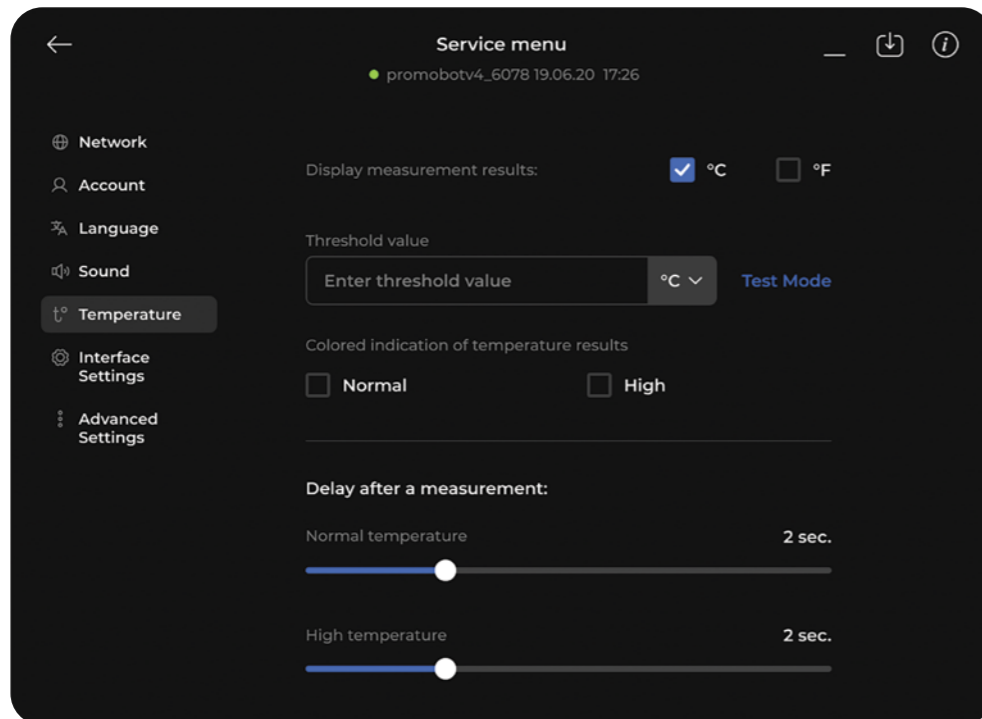 Service menu
promobotv4_6078 19.06.20 17:26
Network
Account
Language
Sound
t° Temperature
Interface
Settings
Advanced
Settings
Display measurement results:
°C
°F
Threshold value
Enter threshold value
°C
Test Mode
Colored indication of temperature results
Normal
High
Delay after a measurement:
Normal temperature
2 sec.
High temperature
2 sec.